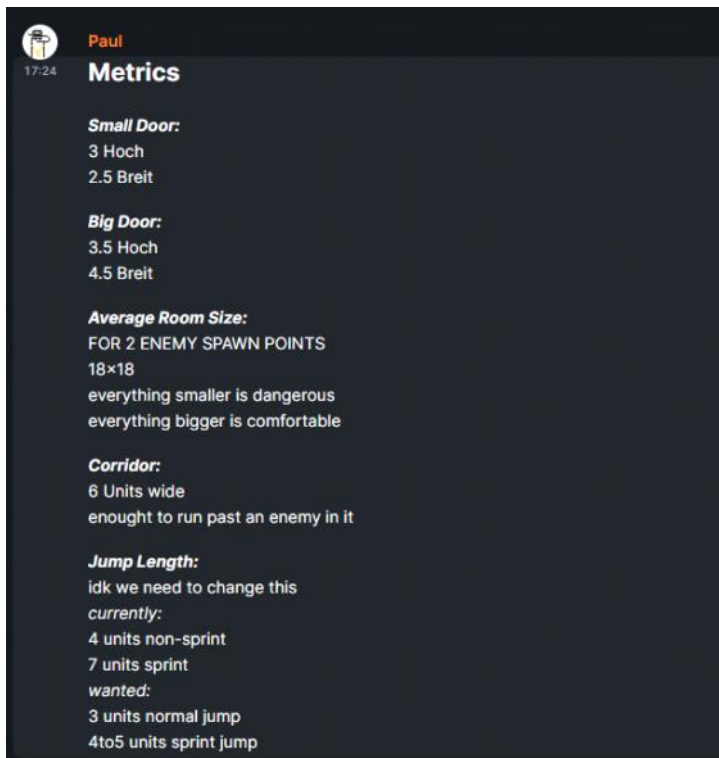 Paul
17:24
Metrics
Small Door:
3 Hoch
2.5 Breit
Big Door:
3.5 Hoch
4.5 Breit
Average Room Size:
FOR 2 ENEMY SPAWN POINTS
18×18
everything smaller is dangerous
everything bigger is comfortable
Corridor:
6 Units wide
enought to run past an enemy in it
Jump Length:
idk we need to change this
currently:
4 units non-sprint
7 units sprint
wanted:
3 units normal jump
4to5 units sprint jump